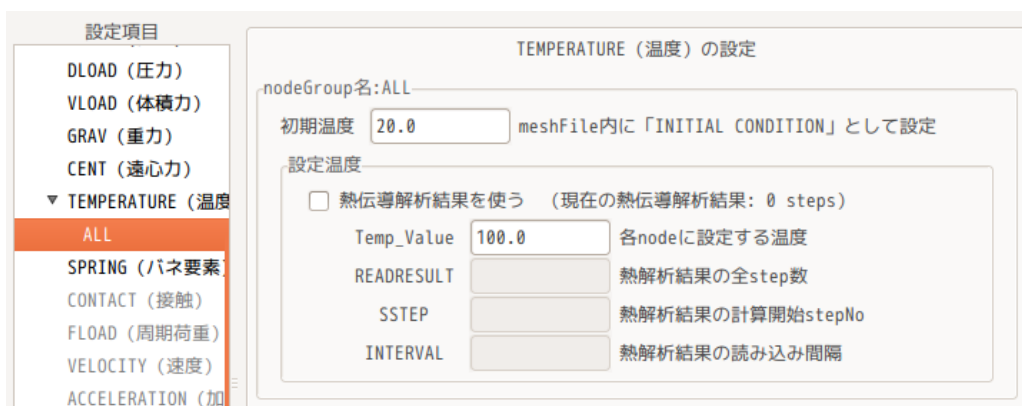 設定項目
DLOAD (圧力)
VLOAD (体積力)
GRAV (重力)
CENT (遠心力)
▼ TEMPERATURE (温度
ALL
SPRING (バネ要素)
CONTACT (接触)
FLOAD (周期荷重)
VELOCITY (速度)
ACCELERATION (加
TEMPERATURE (温度) の設定
nodeGroup名:ALL
初期温度 20.0 meshFile内に「INITIAL CONDITION」として設定
設定温度
熱伝導解析結果を使う (現在の熱伝導解析結果: 0 steps)
Temp_Value 100.0 各nodeに設定する温度
READRESULT 熱解析結果の全step数
SSTEP 熱解析結果の計算開始stepNo
INTERVAL 熱解析結果の読み込み間隔